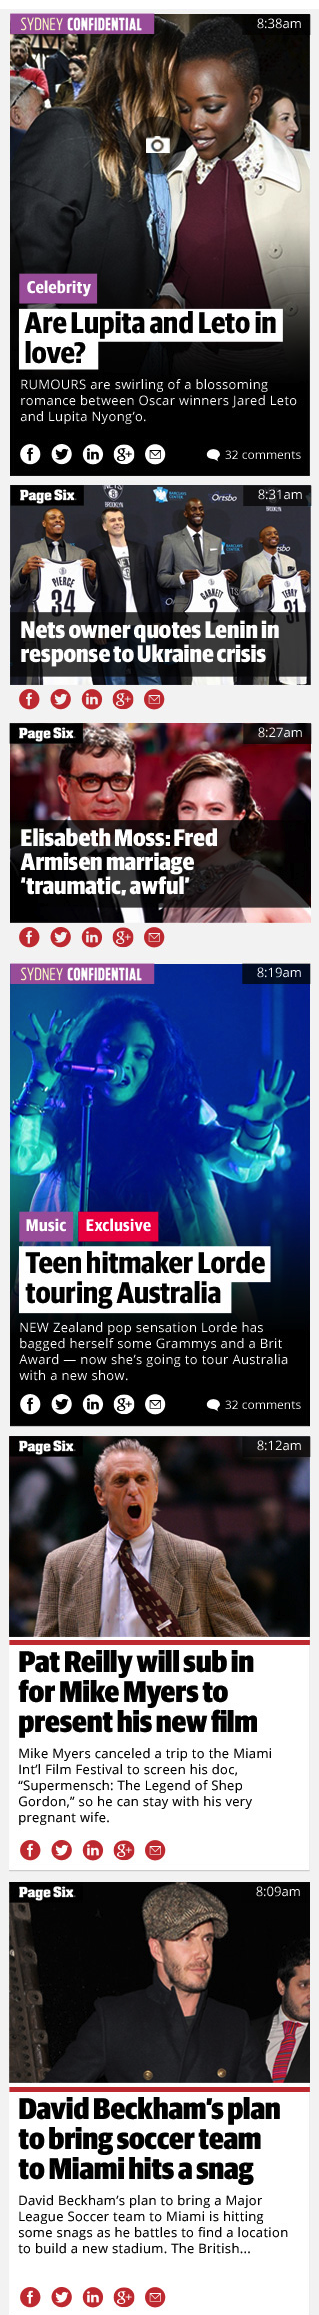 SYDNEY CONFIDENTIAL
8:38am
Celebrity
Are Lupita and Leto in
love?
RUMOURS are swirling of a blossoming
romance between Oscar winners Jared Leto
and Lupita Nyong'o.
32 comments
Page Six
8:31am
BROOKLYN
BARCLAYS
CENTER
Ortsbo
BROOKLYN
PIERCE
34
GARNETT
2
TERRY
31
Nets owner quotes Lenin in
response to Ukraine crisis
Page Six
8:27am
Elisabeth Moss: Fred
Armisen marriage
‘traumatic, awful’
SYDNEY CONFIDENTIAL
8:19am
Music
Exclusive
Teen hitmaker Lorde
touring Australia
NEW Zealand pop sensation Lorde has
bagged herself some Grammys and a Brit
Award — now she's going to tour Australia
with a new show.
32 comments
Page Six
8:12am
Pat Reilly will sub in
for Mike Myers to
present his new film
Mike Myers canceled a trip to the Miami
Int’l Film Festival to screen his doc,
“Supermensch: The Legend of Shep
Gordon,” so he can stay with his very
pregnant wife.
Page Six
8:09am
David Beckham’s plan
to bring soccer team
to Miami hits a snag
David Beckham’s plan to bring a Major
League Soccer team to Miami is hitting
some snags as he battles to find a location
to build a new stadium. The British...